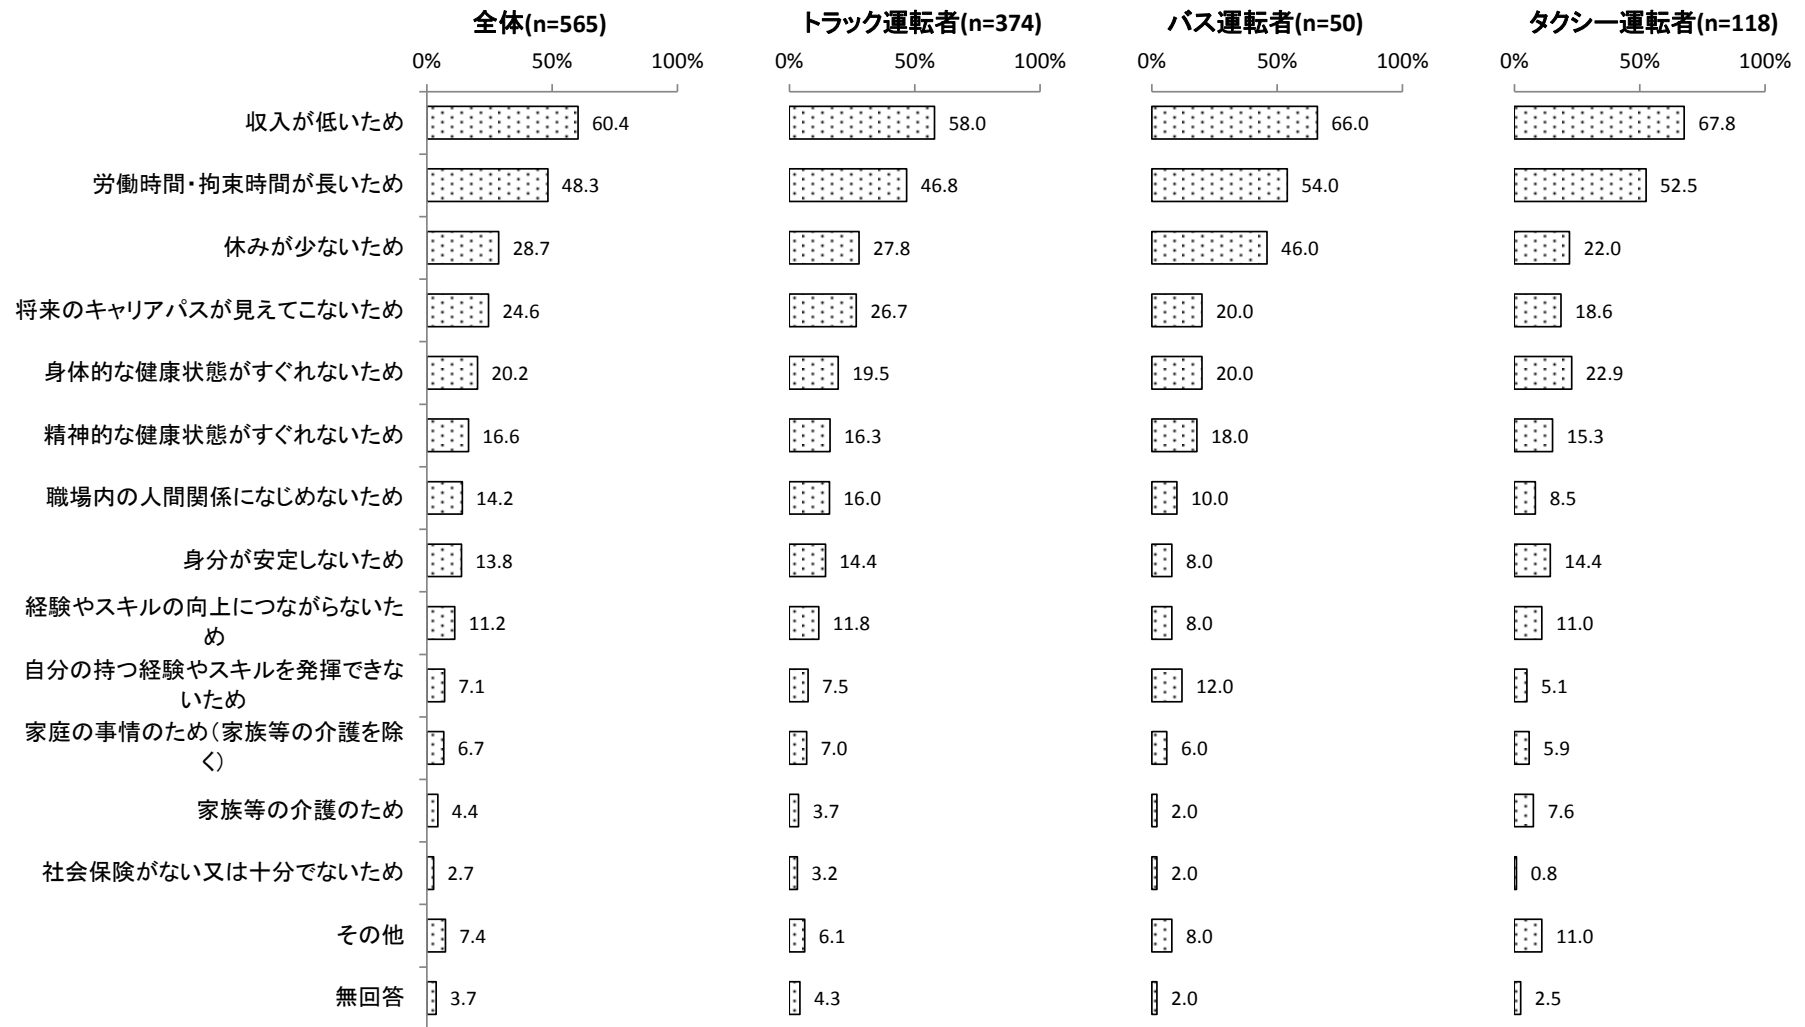 全体(n=565) トラック運転者(n=374) バス運転者(n=50) タクシー運転者(n=118)
0% 50% 100% 0% 50% 100% 0% 50% 100% 0% 50% 100%
収入が低いため 60.4 58.0 66.0 67.8
労働時間・拘束時間が長いため 48.3 46.8 54.0 52.5
休みが少ないため 28.7 27.8 46.0 22.0
将来のキャリアパスが見えてこないため 24.6 26.7 20.0 18.6
身体的な健康状態がすぐれないため 20.2 19.5 20.0 22.9
精神的な健康状態がすぐれないため 16.6 16.3 18.0 15.3
職場内の人間関係になじめないため 14.2 16.0 10.0 8.5
身分が安定しないため 13.8 14.4 8.0 14.4
経験やスキルの向上につながらないた
め 11.2 11.8 8.0 11.0
自分の持つ経験やスキルを発揮できな
いため 7.1 7.5 12.0 5.1
家庭の事情のため（家族等の介護を除
く） 6.7 7.0 6.0 5.9
家族等の介護のため 4.4 3.7 2.0 7.6
社会保険がない又は十分でないため 2.7 3.2 2.0 0.8
その他 7.4 6.1 8.0 11.0
無回答 3.7 4.3 2.0 2.5